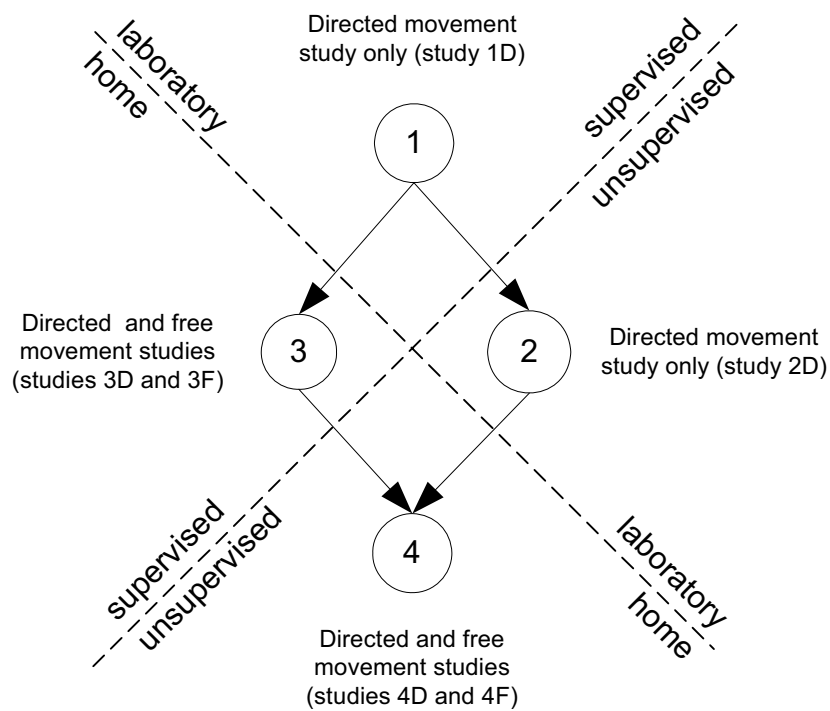 Directed movement
study only (study 1D)
laboratory
home
supervised
unsupervised
1
Directed  and free
movement studies
(studies 3D and 3F)
3
2
Directed movement
study only (study 2D)
supervised
unsupervised
4
laboratory
home
Directed and free
movement studies
(studies 4D and 4F)